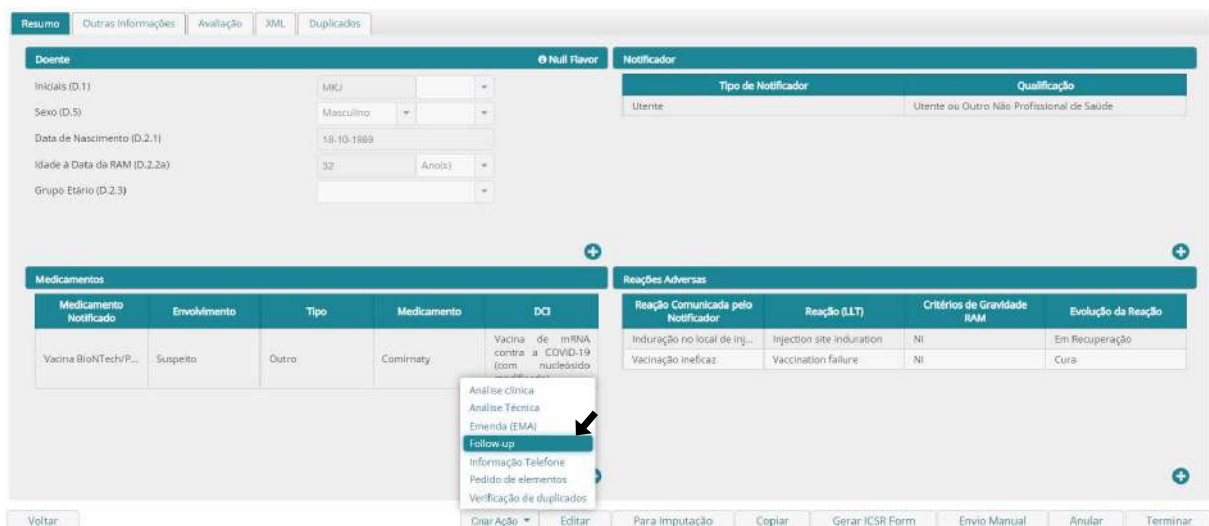 Resumo Outras Informações Avaliação XML Duplicados
Doente Null Flavor
Iniciais (D.1) MKJ
Sexo (D.5) Masculino
Data de Nascimento (D.2.1) 18-10-1989
Idade à Data da RAM (D.2.2a) 32 Ano(s)
Grupo Etário (D.2.3)
Notificador
Tipo de Notificador Qualificação
Utente Utente ou Outro Não Profissional de Saúde
Medicamentos
Medicamento Notificado Envolvimento Tipo Medicamento DCI
Vacina BioNTech/P... Suspeito Outro Comirnaty Vacina de mRNA contra a COVID-19 (com nucleósido
Reações Adversas
Reação Comunicada pelo Notificador Reação (LLT) Critérios de Gravidade RAM Evolução da Reação
Induração no local de inj... Injection site induration NI Em Recuperação
Vacinação ineficaz Vaccination failure NI Cura
Análise clínica
Análise Técnica
Emenda (EMA)
Follow-up
Informação Telefone
Pedido de elementos
Verificação de duplicados
Voltar Criar Ação Editar Para Imputação Copiar Gerar ICSR Form Envio Manual Anular Terminar